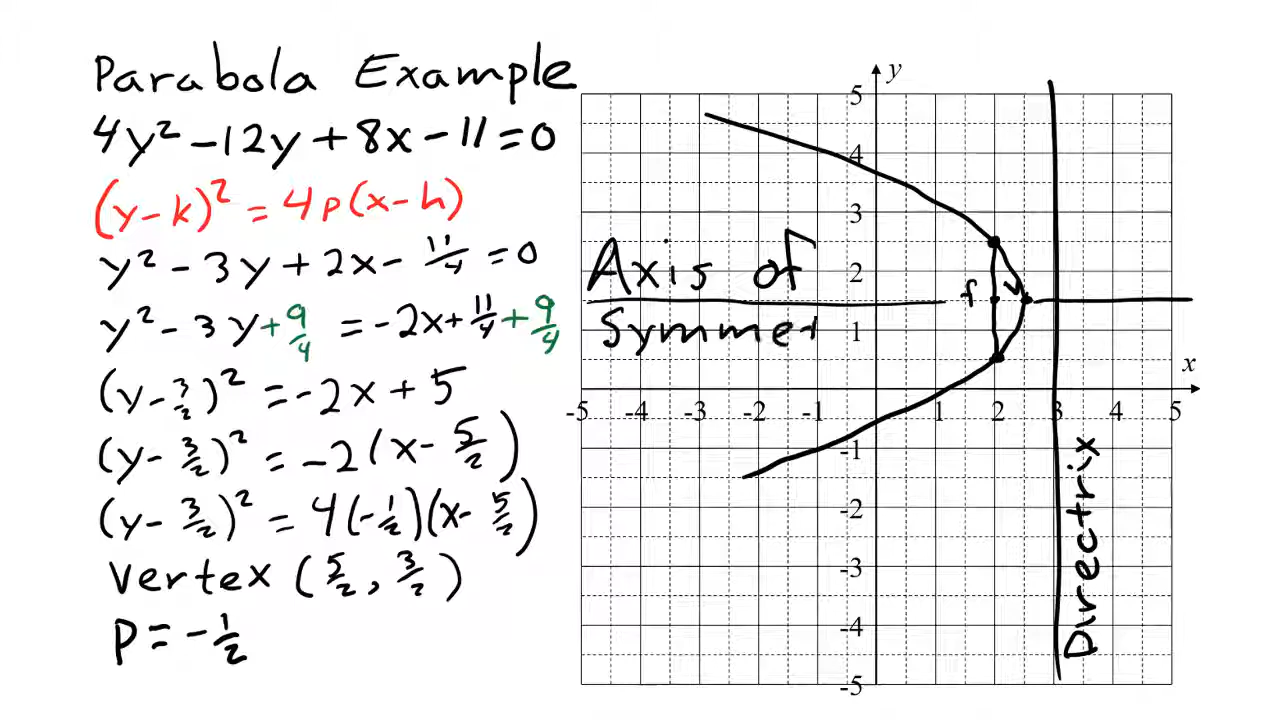 Parabola Example
4y² - 12y + 8x - 11 = 0
(y - k)² = 4p(x - h)
y² - 3y + 2x - 11/4 = 0
y² - 3y + 9/4 = -2x + 11/4 + 9/4
(y - 3/2)² = -2x + 5
(y - 3/2)² = -2(x - 5/2)
(y - 3/2)² = 4(-1/2)(x - 5/2)
Vertex (5/2, 3/2)
P = -1/2
y
5
4
3
2
1
-1
-2
-3
-4
-5
x
-5 -4 -3 -2 -1 1 2 3 4 5
Axis of
Symmet
f V
Directrix